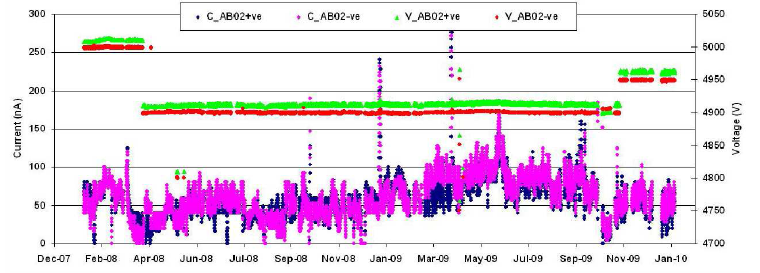 C_AB02+ve C_AB02-ve V_AB02+ve V_AB02-ve
300 5050
250 5000
200 4950
150 4900
100 4850
50 4800
0 4750
4700
Current (nA)
Voltage (V)
Dec-07 Feb-08 Apr-08 Jun-08 Aug-08 Sep-08 Nov-08 Jan-09 Mar-09 May-09 Jul-09 Sep-09 Nov-09 Jan-10